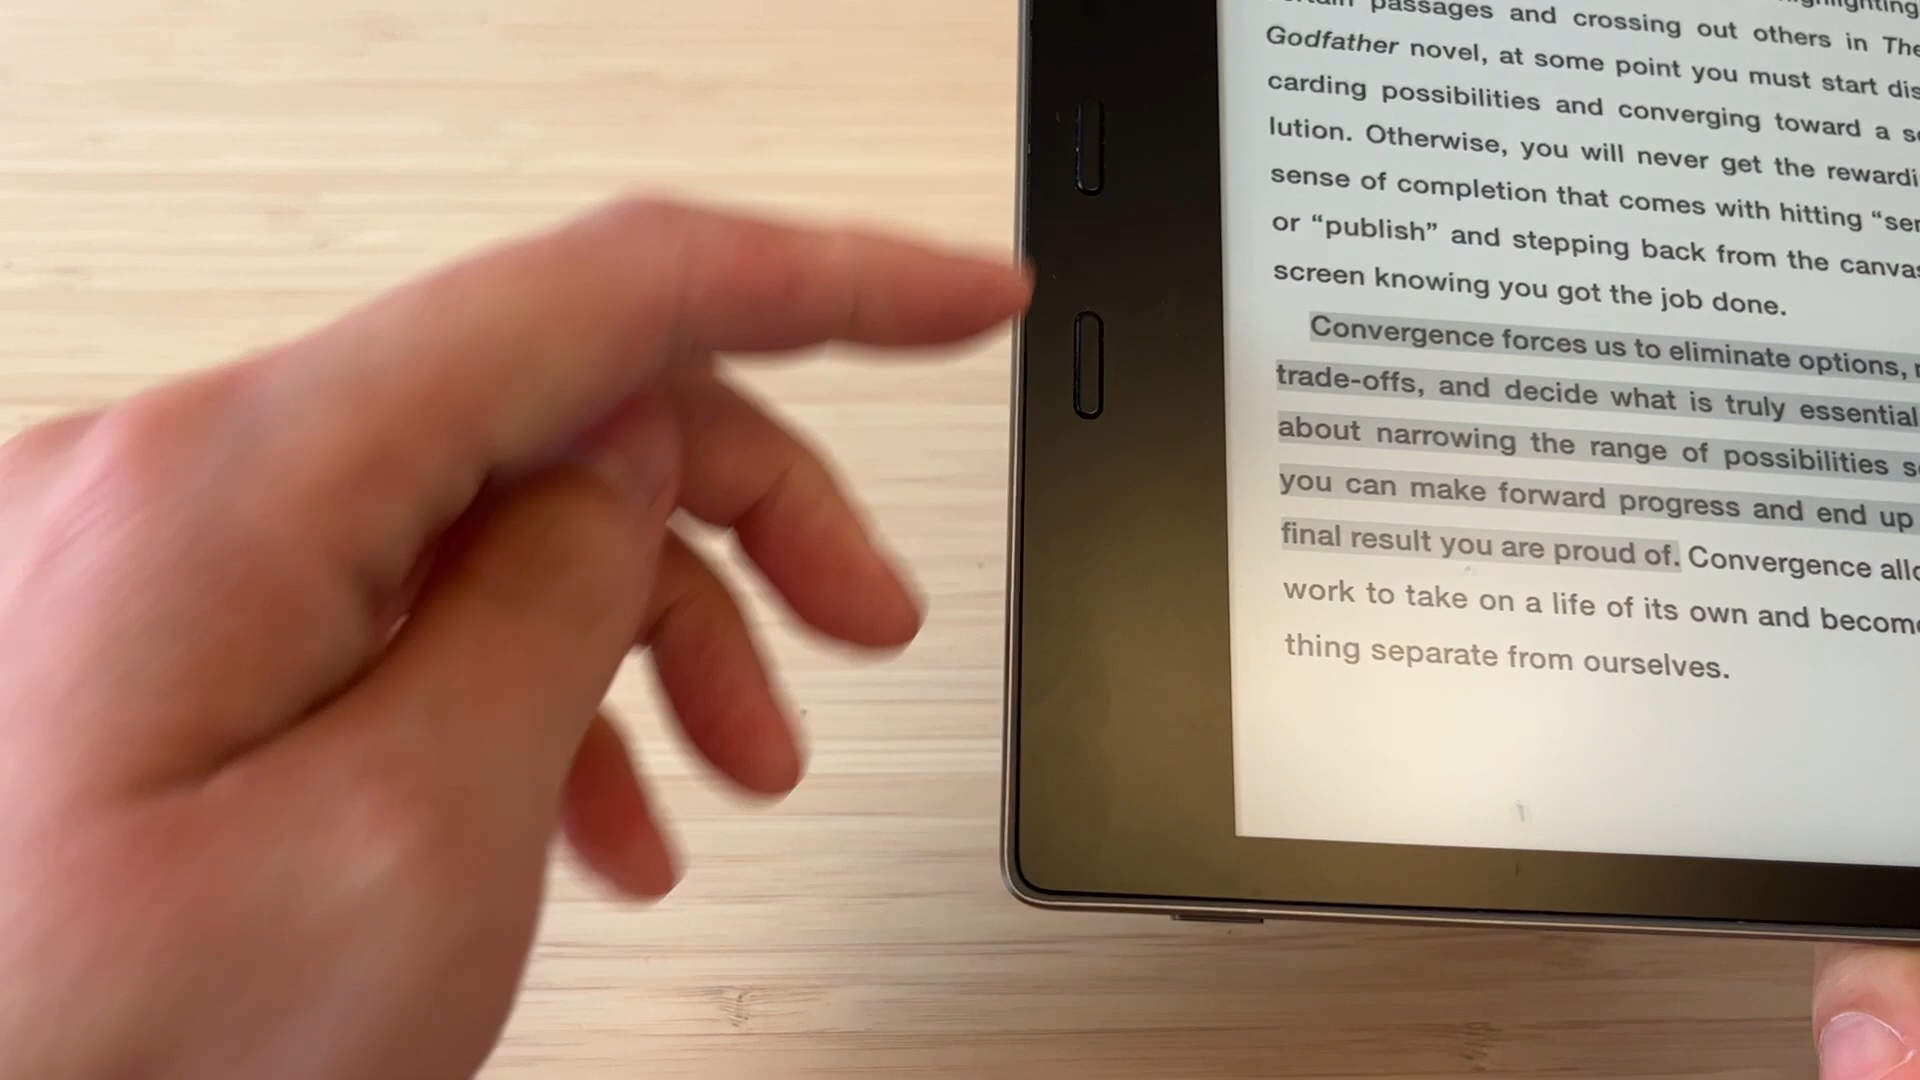 passages and crossing out others in The
Godfather novel, at some point you must start dis
carding possibilities and converging toward a
lution. Otherwise, you will never get the rewardi
sense of completion that comes with hitting “
or “publish” and stepping back from the canvas
screen knowing you got the job done.
Convergence forces us to eliminate options,
trade-offs, and decide what is truly essential
about narrowing the range of possibilities
you can make forward progress and end up
final result you are proud of. Convergence
work to take on a life of its own and become
thing separate from ourselves.